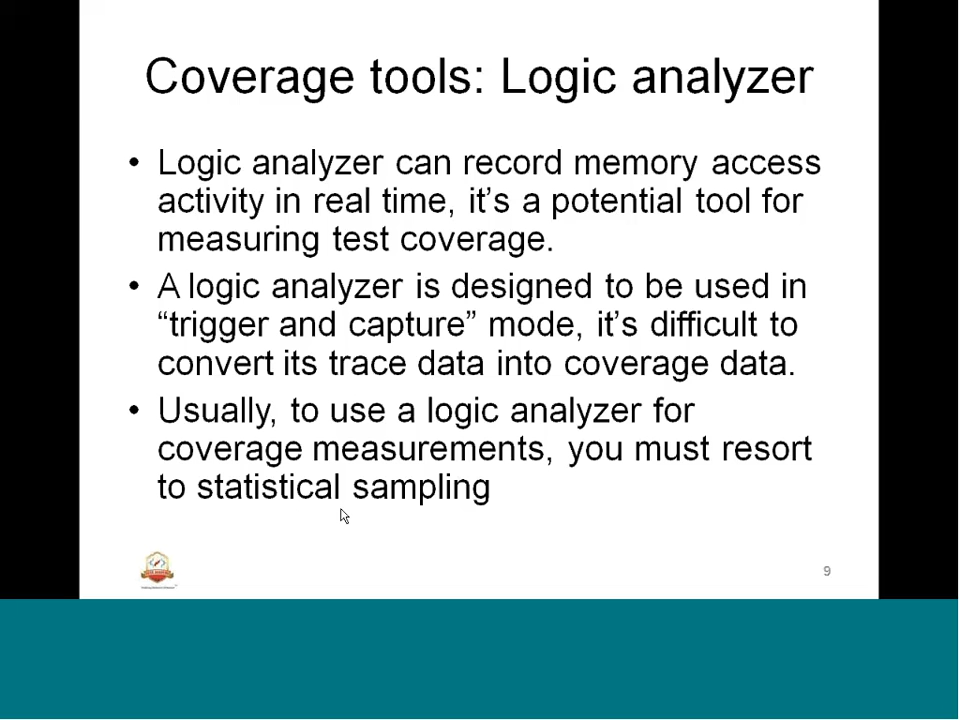 Coverage tools: Logic analyzer
• Logic analyzer can record memory access
activity in real time, it’s a potential tool for
measuring test coverage.
• A logic analyzer is designed to be used in
“trigger and capture” mode, it’s difficult to
convert its trace data into coverage data.
• Usually, to use a logic analyzer for
coverage measurements, you must resort
to statistical sampling
9